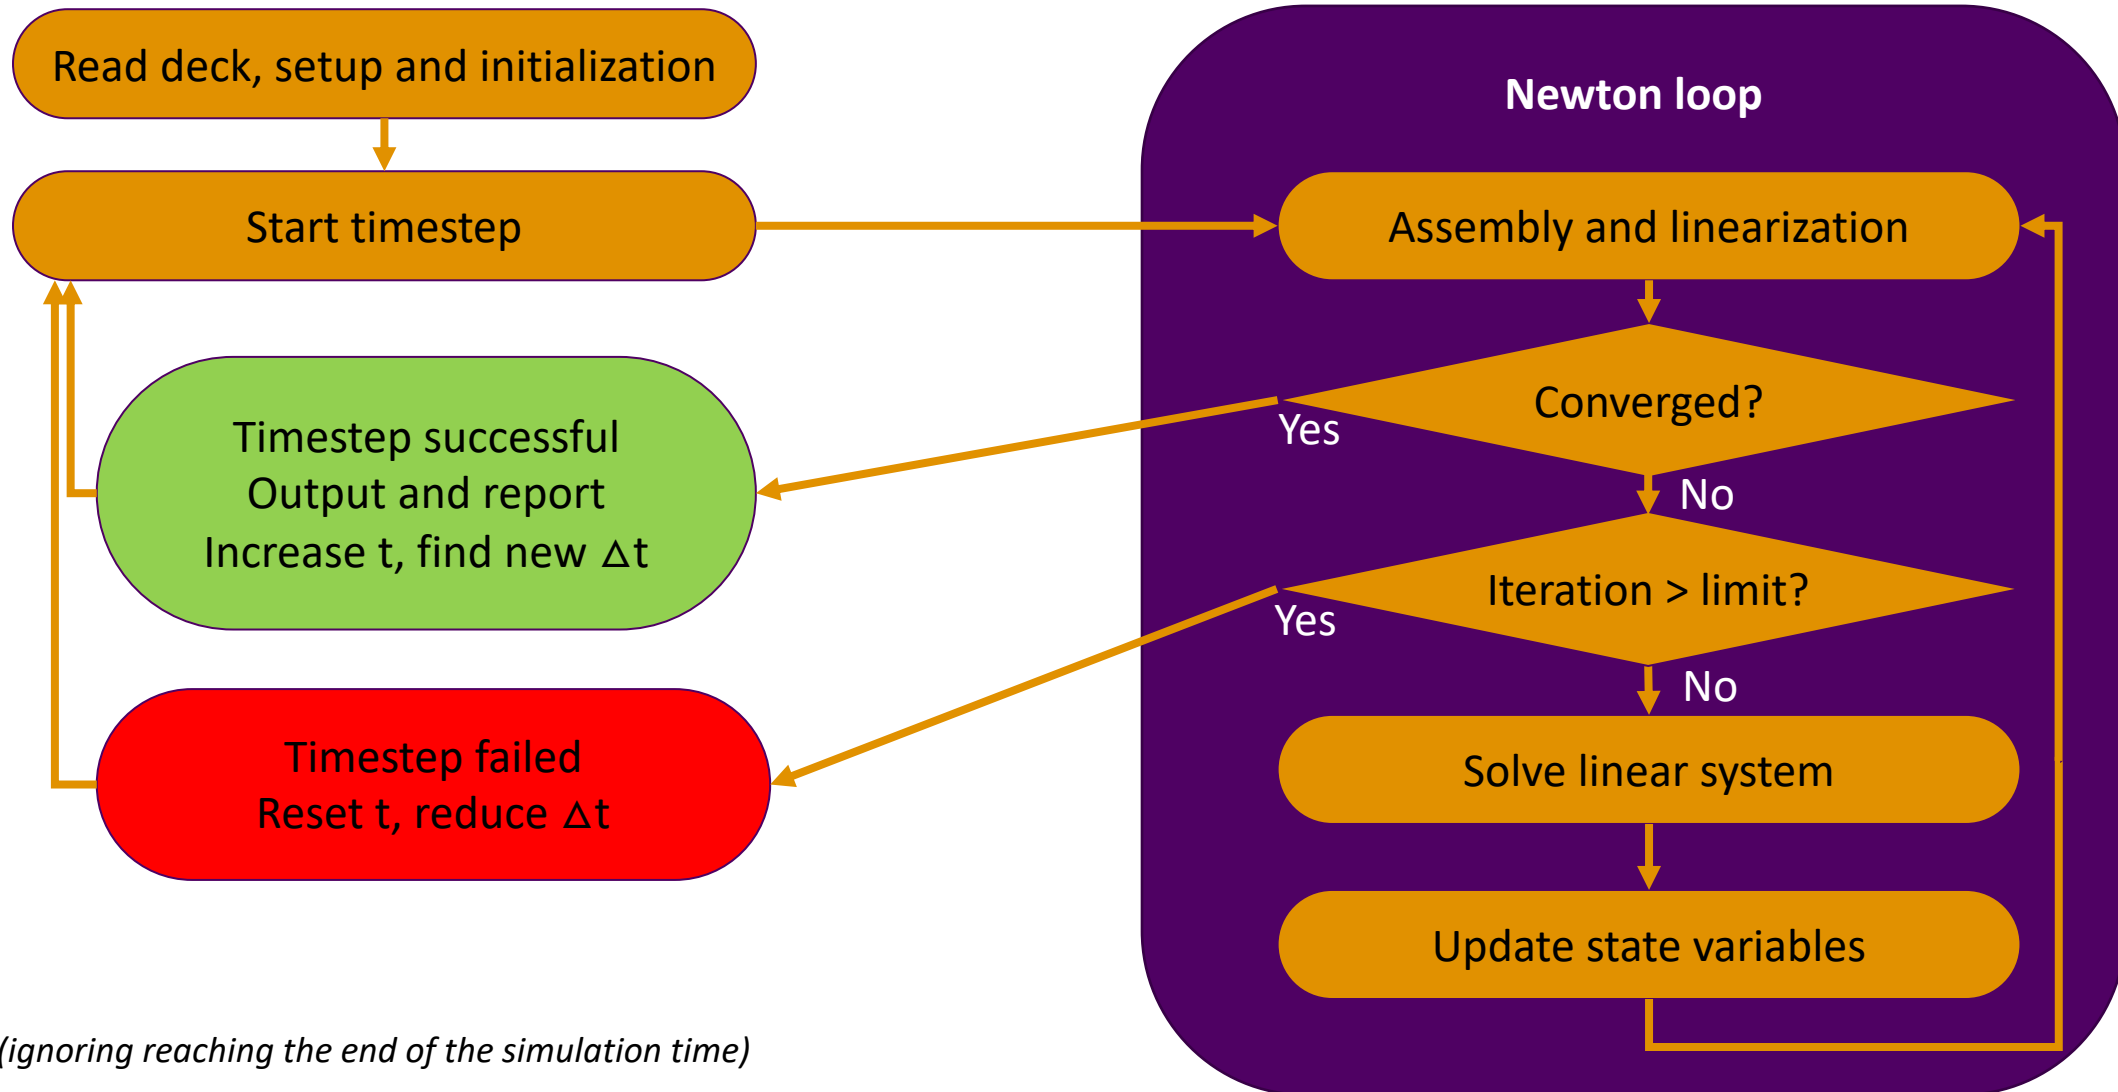 Read deck, setup and initialization
Start timestep
Timestep successful
Output and report
Increase t, find new △t
Timestep failed
Reset t, reduce △t
(ignoring reaching the end of the simulation time)
Newton loop
Assembly and linearization
Converged?
Yes
No
Iteration > limit?
Yes
No
Solve linear system
Update state variables